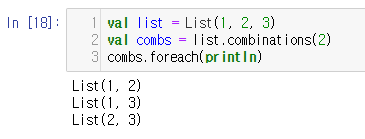 In [18]:
1 val list = List(1, 2, 3)
2 val combs = list.combinations(2)
3 combs.foreach(println)
List(1, 2)
List(1, 3)
List(2, 3)